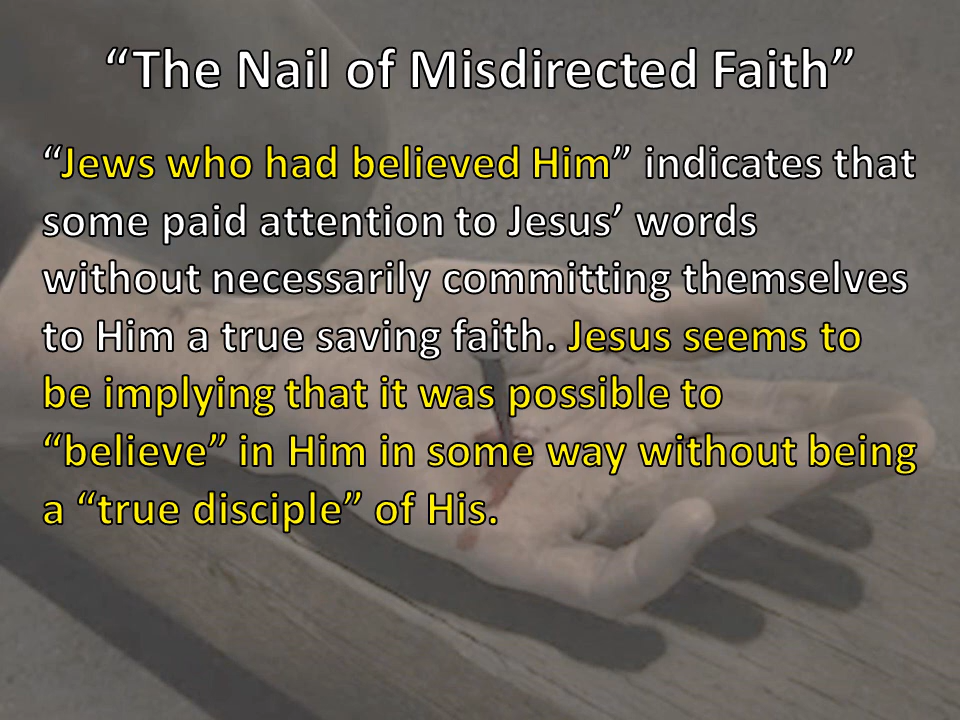 “The Nail of Misdirected Faith”
“Jews who had believed Him” indicates that
some paid attention to Jesus’ words
without necessarily committing themselves
to Him a true saving faith. Jesus seems to
be implying that it was possible to
“believe” in Him in some way without being
a “true disciple” of His.